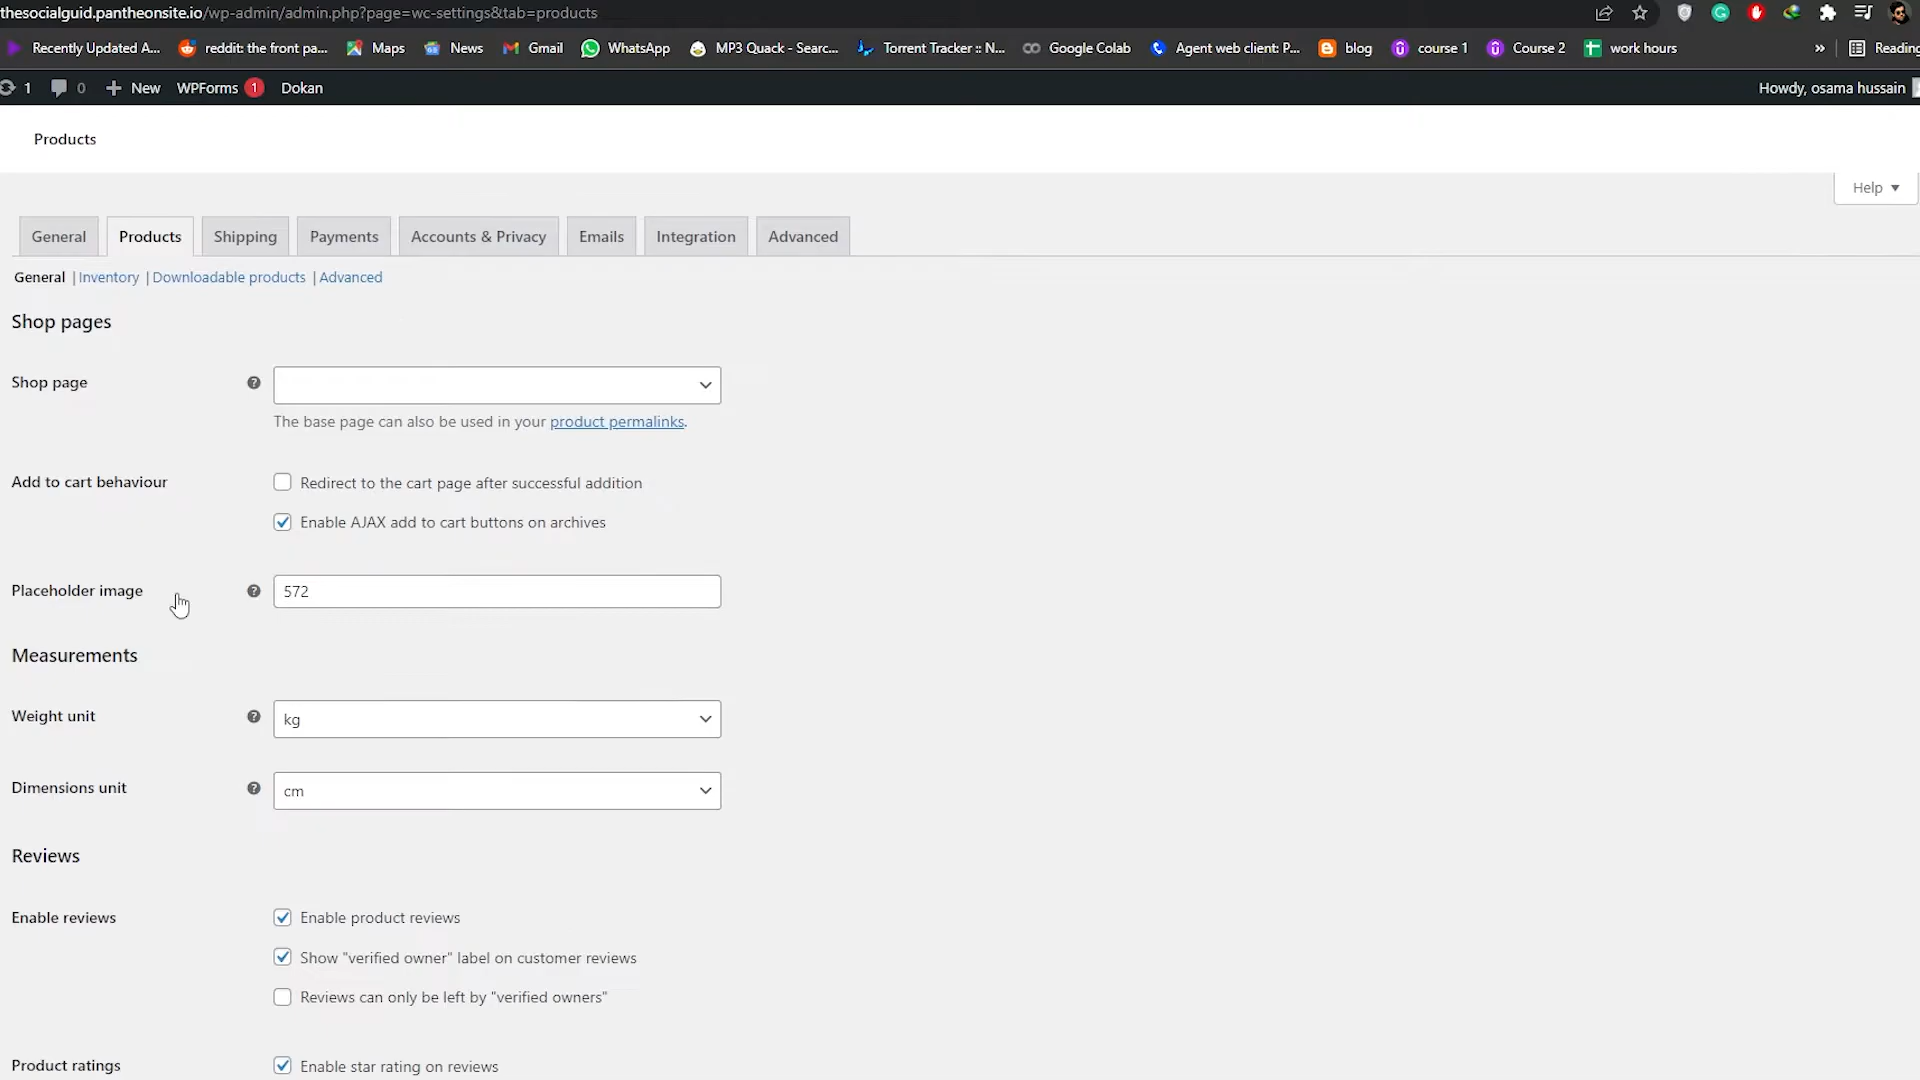 thesocialguid.pantheonsite.io/wp-admin/admin.php?page=wc-settings&tab=products
Recently Updated A... reddit: the front pa... Maps News Gmail WhatsApp MP3 Quack - Searc... Torrent Tracker :: N... Google Colab Agent web client: P... blog course 1 Course 2 work hours » Reading
1 0 New WPForms 1 Dokan Howdy, osama hussain
Products
Help ▼
General Products Shipping Payments Accounts & Privacy Emails Integration Advanced
General | Inventory | Downloadable products | Advanced
Shop pages
Shop page
The base page can also be used in your product permalinks.
Add to cart behaviour Redirect to the cart page after successful addition
Enable AJAX add to cart buttons on archives
Placeholder image 572
Measurements
Weight unit kg
Dimensions unit cm
Reviews
Enable reviews Enable product reviews
Show "verified owner" label on customer reviews
Reviews can only be left by "verified owners"
Product ratings Enable star rating on reviews